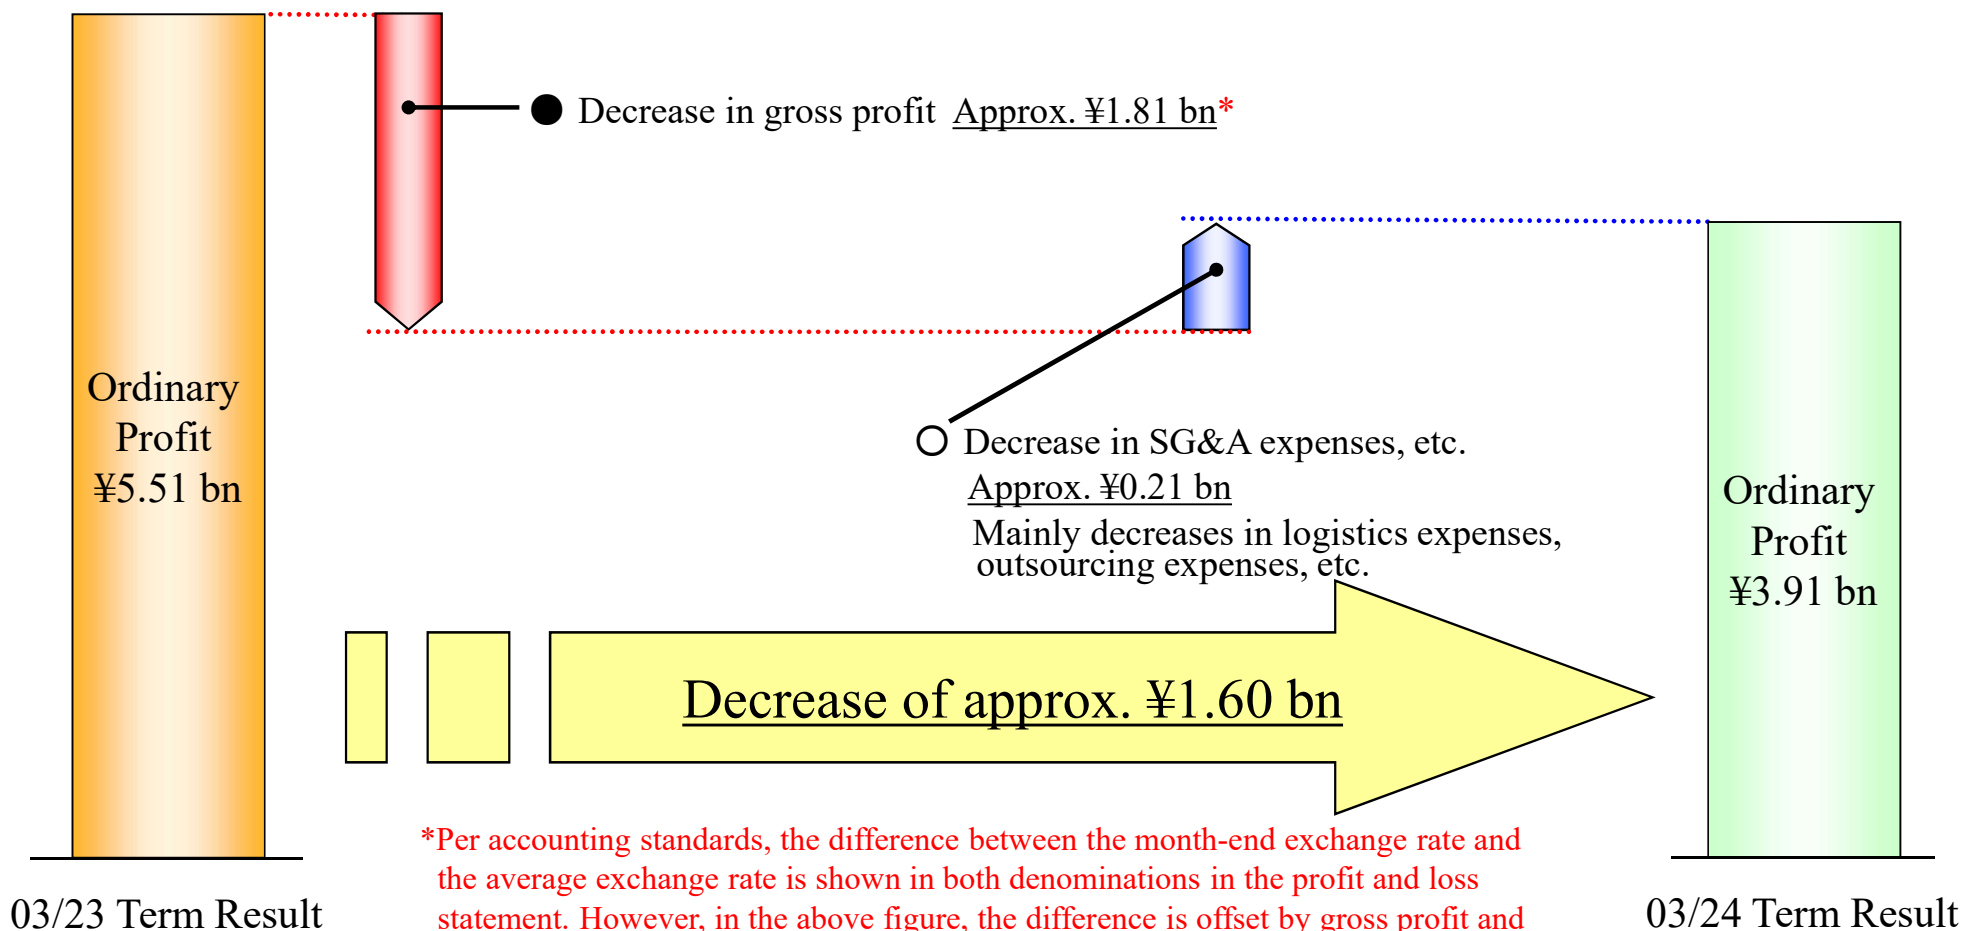 ● Decrease in gross profit Approx. ¥1.81 bn*
Ordinary
Profit
¥5.51 bn
○ Decrease in SG&A expenses, etc.
Approx. ¥0.21 bn
Mainly decreases in logistics expenses,
outsourcing expenses, etc.
Ordinary
Profit
¥3.91 bn
Decrease of approx. ¥1.60 bn
*Per accounting standards, the difference between the month-end exchange rate and
the average exchange rate is shown in both denominations in the profit and loss
statement. However, in the above figure, the difference is offset by gross profit and
03/23 Term Result
03/24 Term Result